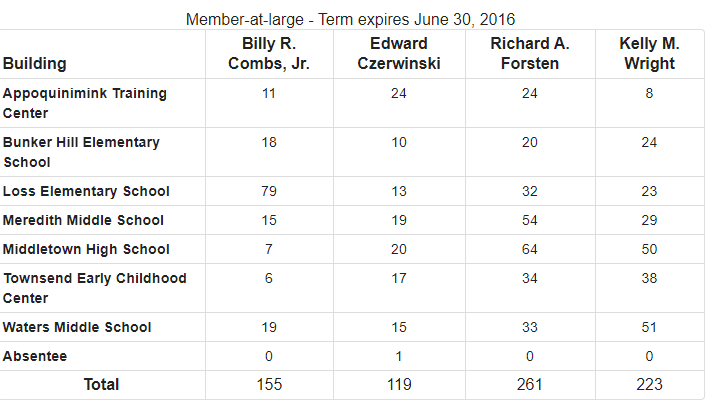 Member-at-large - Term expires June 30, 2016
Building Billy R. Combs, Jr. Edward Czerwinski Richard A. Forsten Kelly M. Wright
Appoquinimink Training Center 11 24 24 8
Bunker Hill Elementary School 18 10 20 24
Loss Elementary School 79 13 32 23
Meredith Middle School 15 19 54 29
Middletown High School 7 20 64 50
Townsend Early Childhood Center 6 17 34 38
Waters Middle School 19 15 33 51
Absentee 0 1 0 0
Total 155 119 261 223